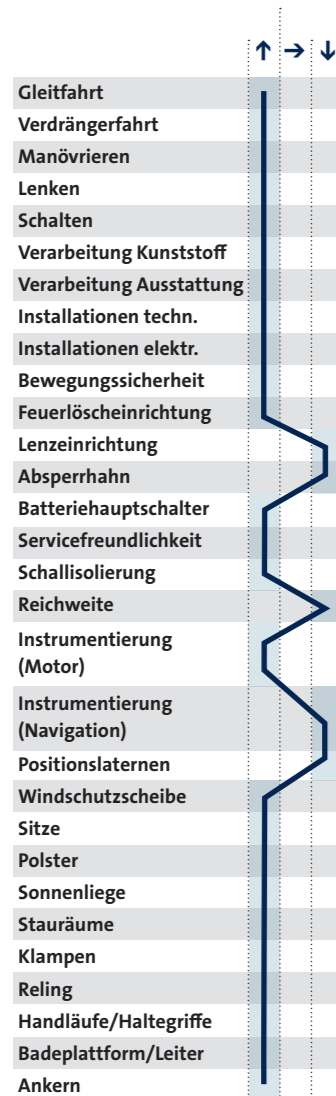 ↑ → ↓
Gleitfahrt
Verdrängerfahrt
Manövrieren
Lenken
Schalten
Verarbeitung Kunststoff
Verarbeitung Ausstattung
Installationen techn.
Installationen elektr.
Bewegungssicherheit
Feuerlöscheinrichtung
Lenzeinrichtung
Absperrhahn
Batteriehauptschalter
Servicefreundlichkeit
Schallisolierung
Reichweite
Instrumentierung
(Motor)
Instrumentierung
(Navigation)
Positionslaternen
Windschutzscheibe
Sitze
Polster
Sonnenliege
Stauräume
Klampen
Reling
Handläufe/Haltegriffe
Badeplattform/Leiter
Ankern